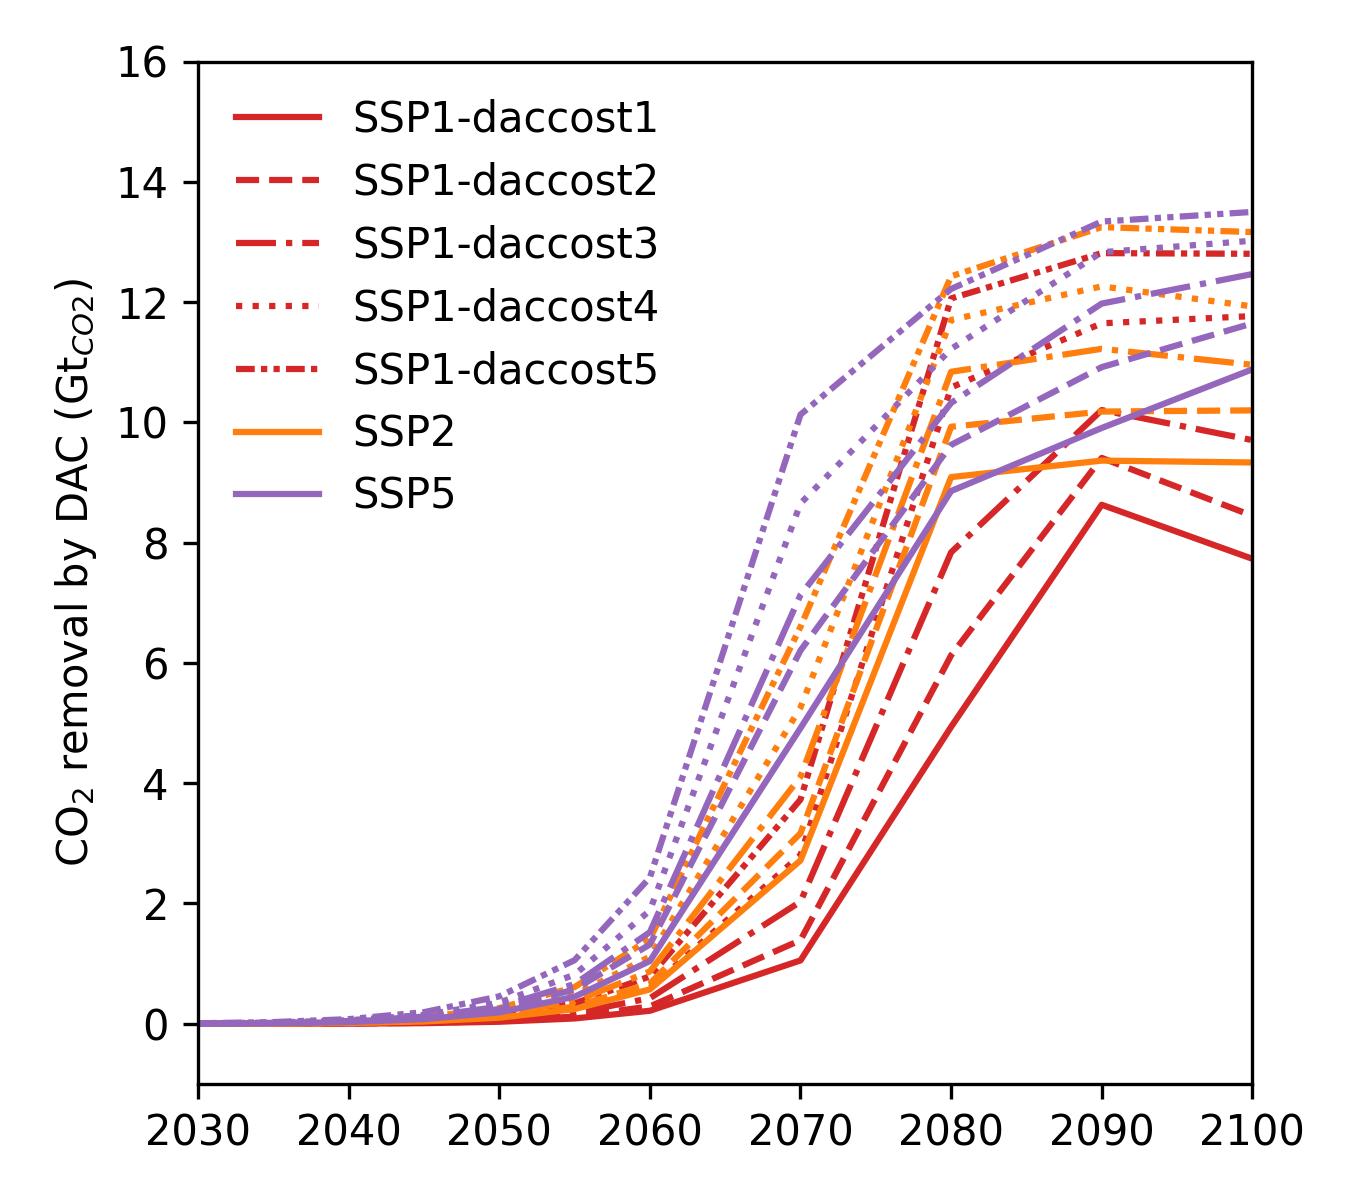 CO₂ removal by DAC (Gt_CO2)
16
14
12
10
8
6
4
2
0
SSP1-daccost1
SSP1-daccost2
SSP1-daccost3
SSP1-daccost4
SSP1-daccost5
SSP2
SSP5
2030 2040 2050 2060 2070 2080 2090 2100